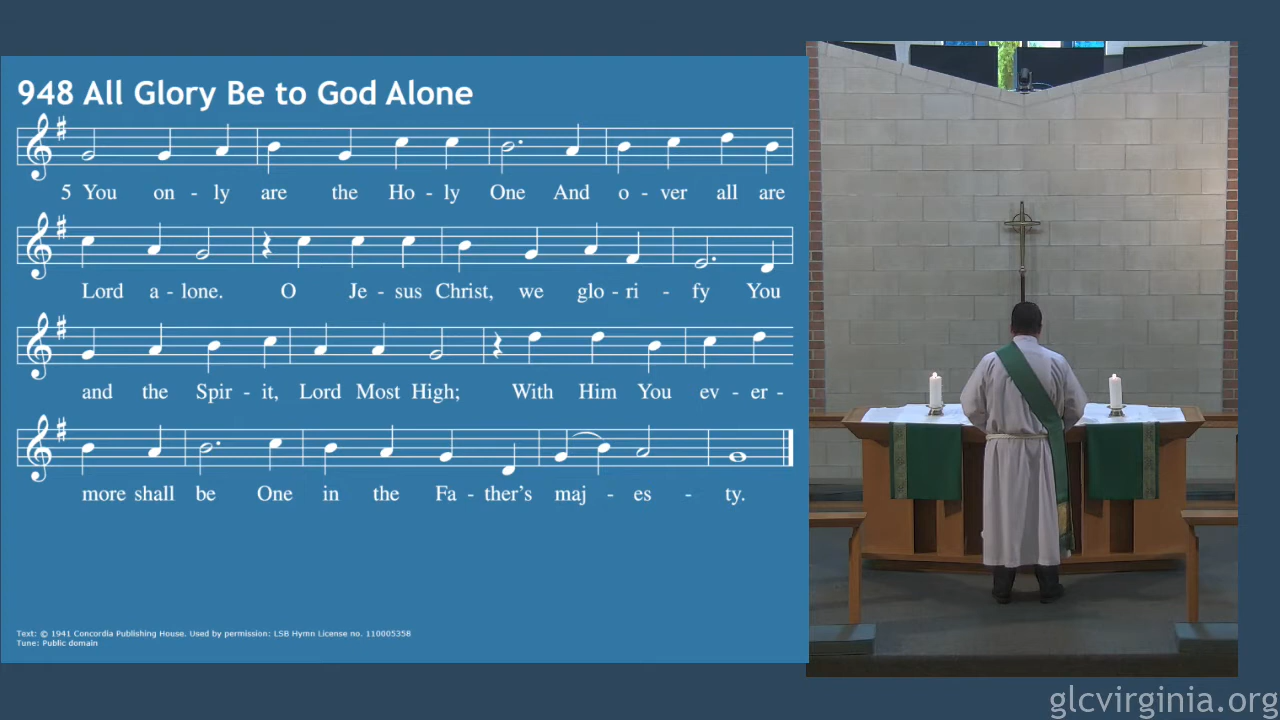 948 All Glory Be to God Alone
5 You on - ly are the Ho - ly One And o - ver all are
Lord a - lone. O Je - sus Christ, we glo - ri - fy You
and the Spir - it, Lord Most High; With Him You ev - er -
more shall be One in the Fa - ther's maj - es - ty.
Text: © 1941 Concordia Publishing House. Used by permission: LSB Hymn License no. 110005358
Tune: Public domain
glcvirginia.org